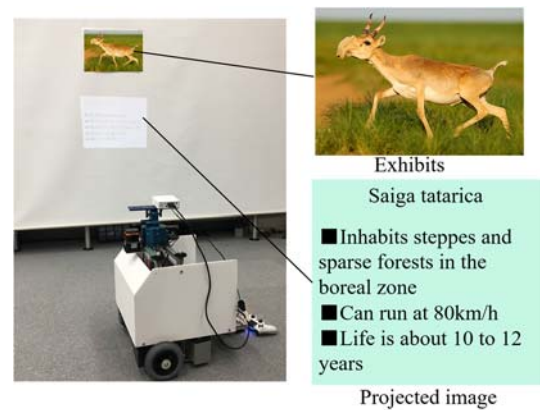 Exhibits
Saiga tatarica
■Inhabits steppes and
sparse forests in the
boreal zone
■Can run at 80km/h
■Life is about 10 to 12
years
Projected image